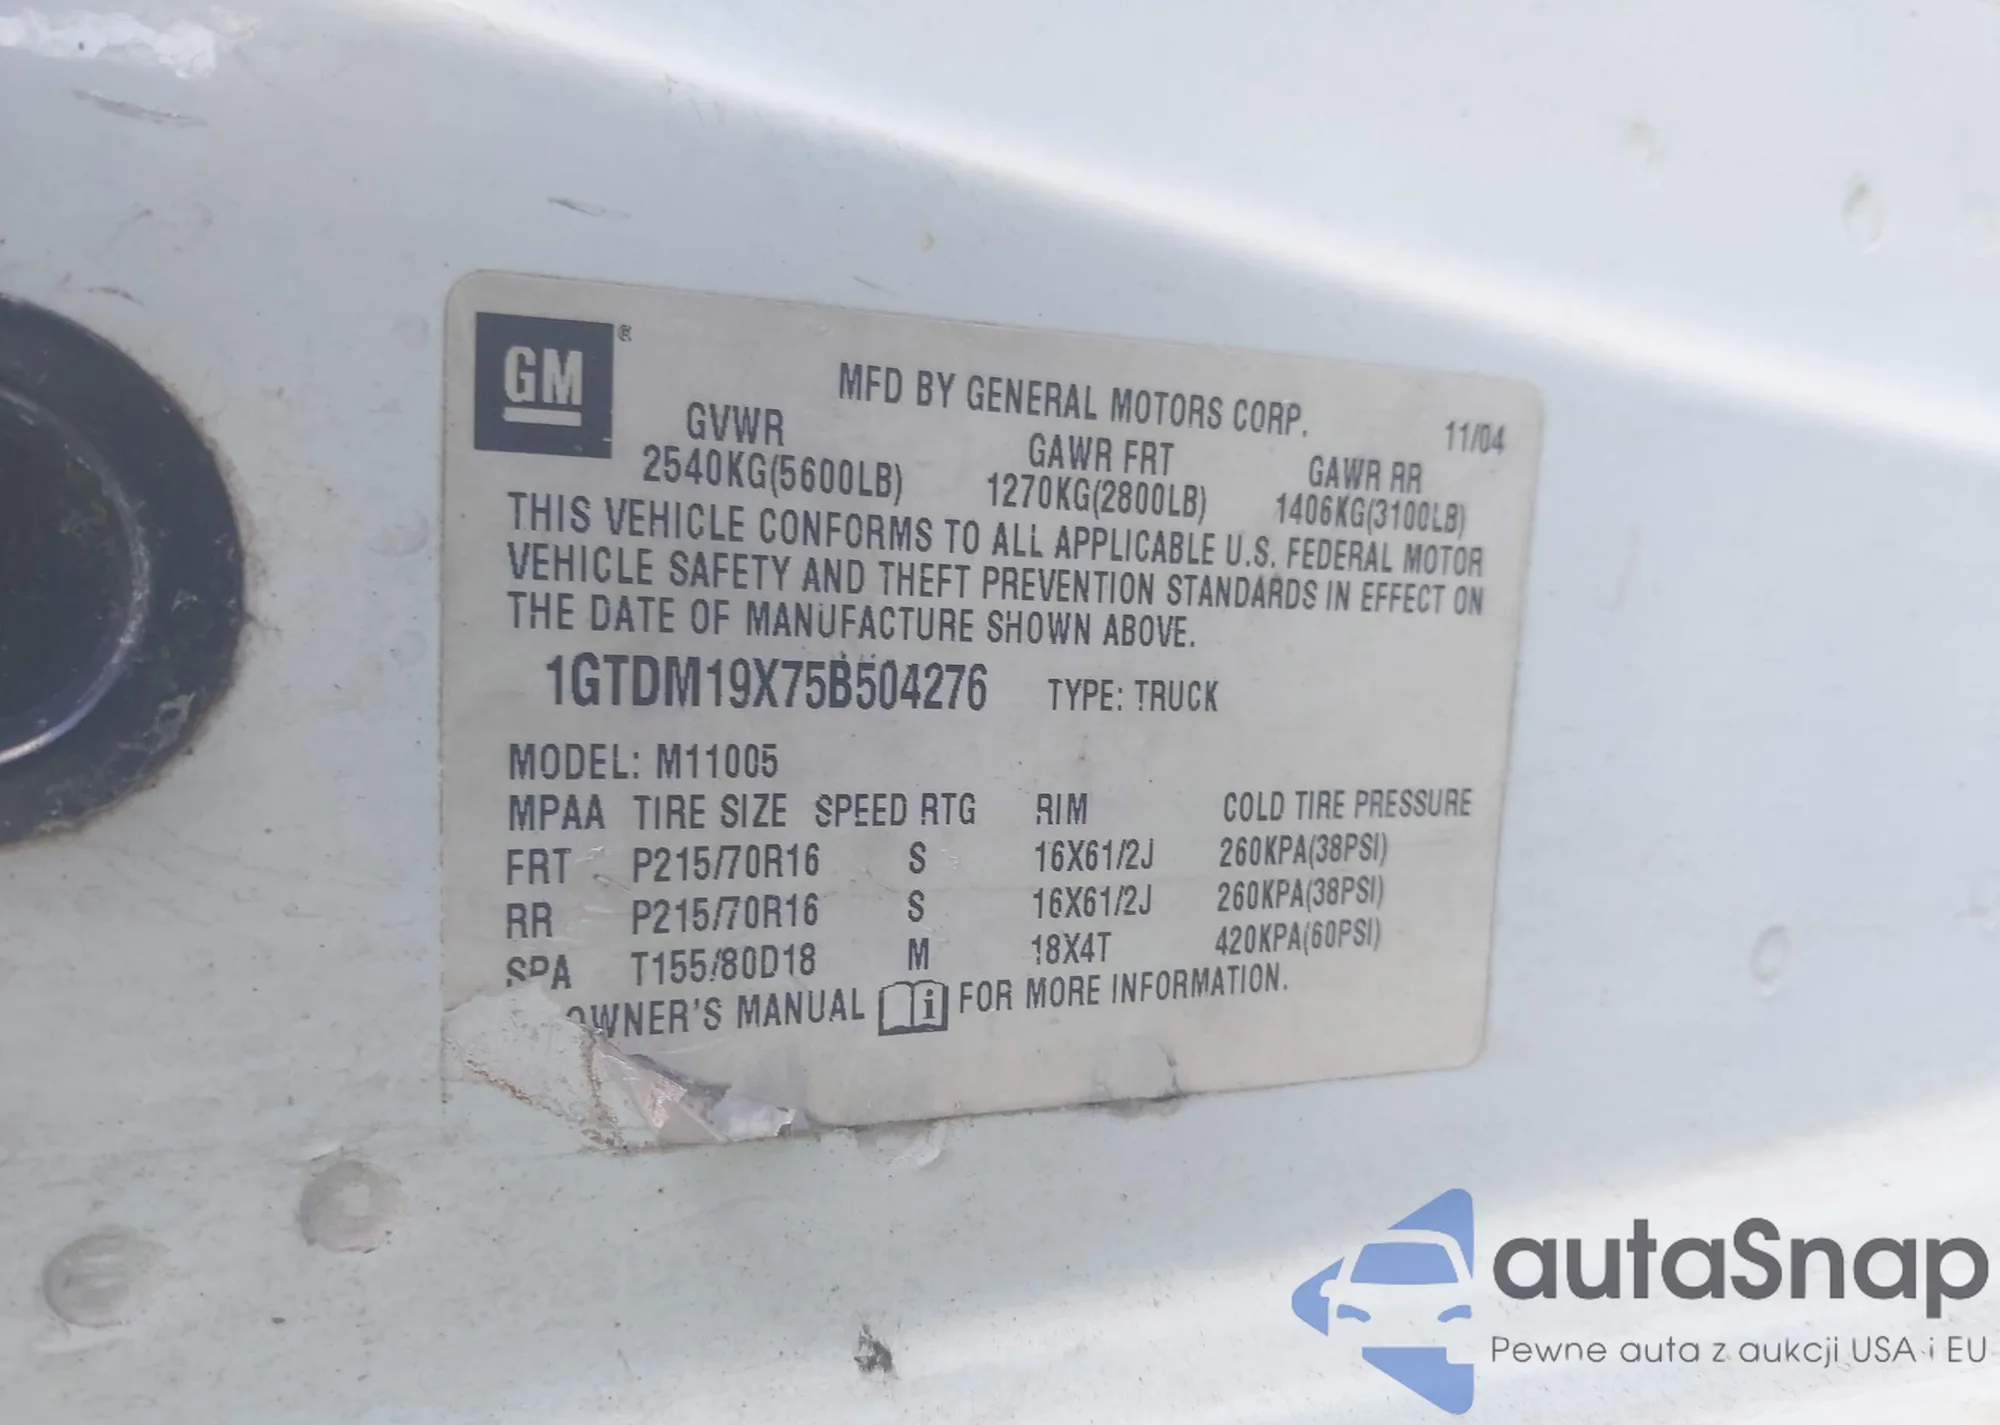 GM ®
MFD BY GENERAL MOTORS CORP.
11/04
GVWR GAWR FRT GAWR RR
2540KG(5600LB) 1270KG(2800LB) 1406KG(3100LB)
THIS VEHICLE CONFORMS TO ALL APPLICABLE U.S. FEDERAL MOTOR
VEHICLE SAFETY AND THEFT PREVENTION STANDARDS IN EFFECT ON
THE DATE OF MANUFACTURE SHOWN ABOVE.
1GTDM19X75B504276 TYPE: TRUCK
MODEL: M11005
MPAA TIRE SIZE SPEED RTG RIM COLD TIRE PRESSURE
FRT P215/70R16 S 16X61/2J 260KPA(38PSI)
RR P215/70R16 S 16X61/2J 260KPA(38PSI)
SPA T155/80D18 M 18X4T 420KPA(60PSI)
OWNER'S MANUAL i FOR MORE INFORMATION.
autaSnap
Pewne auta z aukcji USA i EU